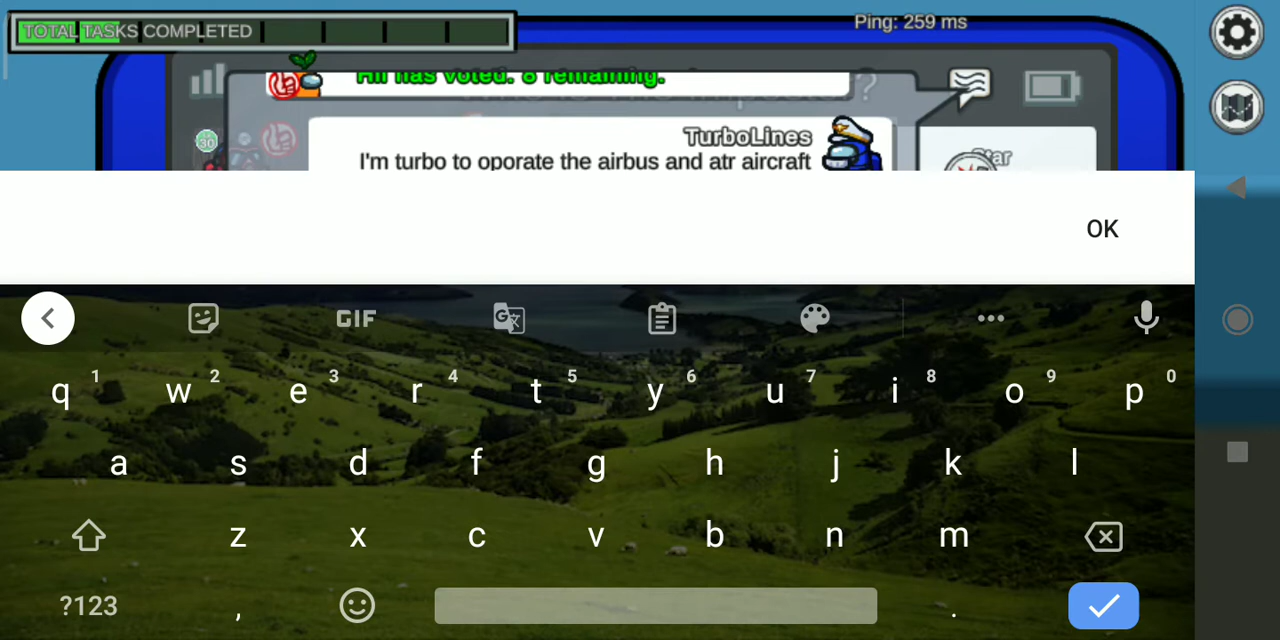 TOTAL TASKS COMPLETED
Ping: 259 ms
has voted. 8 remaining.
?
TurboLines
I'm turbo to oporate the airbus and atr aircraft
30
OK
GIF
G
q 1 w 2 e 3 r 4 t 5 y 6 u 7 i 8 o 9 p 0
a s d f g h j k l
z x c v b n m
?123 , .